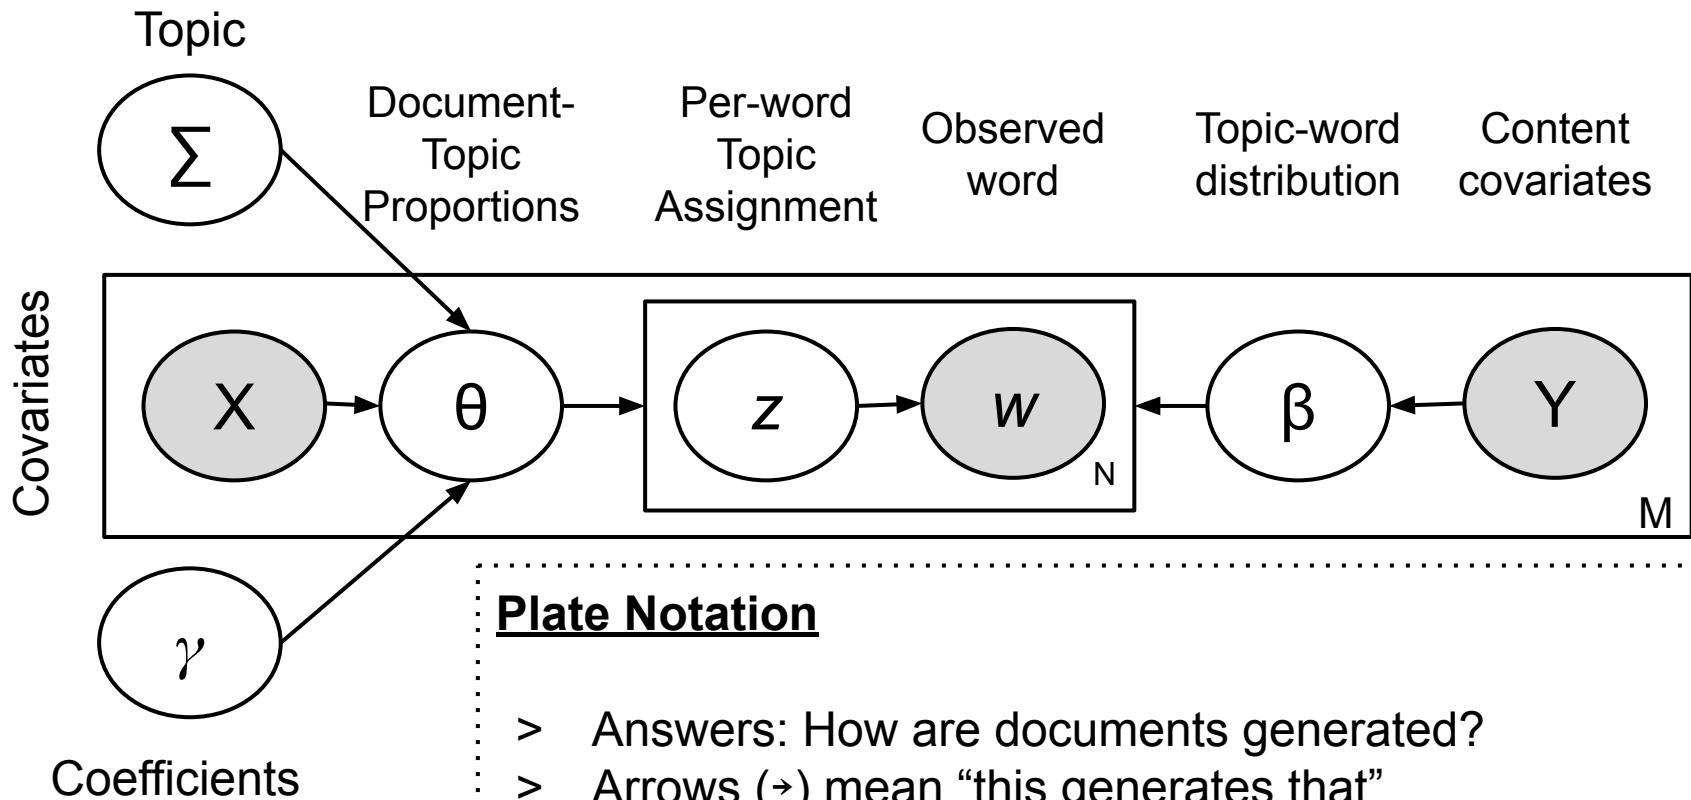 Topic
Document-
Topic
Proportions
Per-word
Topic
Assignment
Observed
word
Topic-word
distribution
Content
covariates
Covariates
∑
X
θ
z
w
N
β
Y
M
γ
Coefficients
Plate Notation
> Answers: How are documents generated?
> Arrows (→) mean “this generates that”